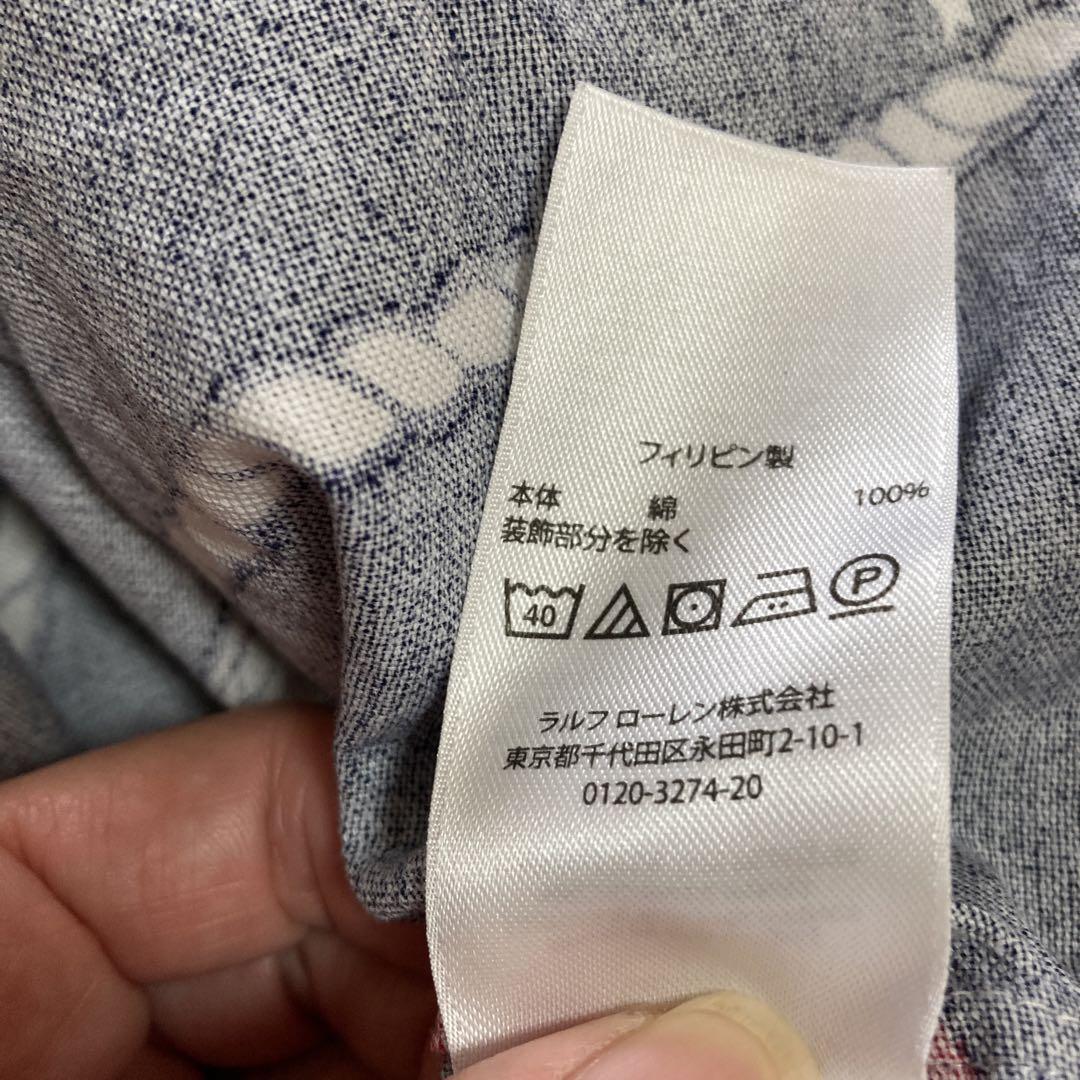 フィリピン製
本体 綿 100%
装飾部分を除く
40 P
ラルフ ローレン株式会社
東京都千代田区永田町2-10-1
0120-3274-20